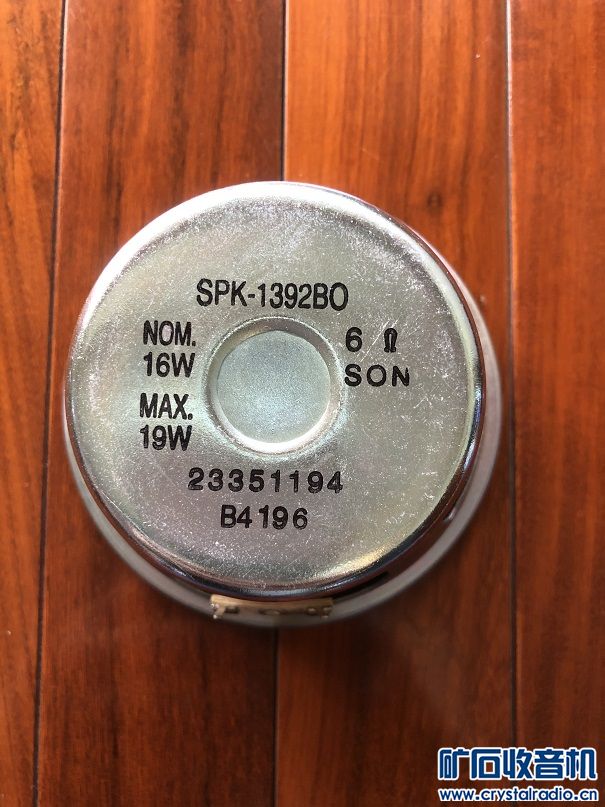 SPK-1392BO
NOM.
16W
6 Ω
SON
MAX.
19W
23351194
B4196
矿石收音机
www.crystalradio.cn